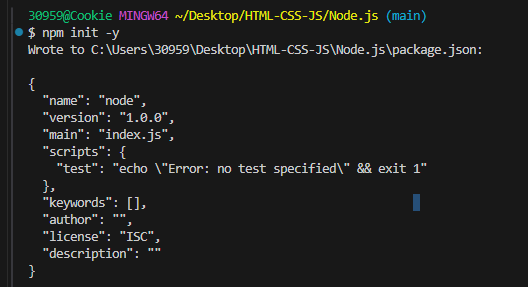 30959@Cookie MINGW64 ~/Desktop/HTML-CSS-JS/Node.js (main)
$ npm init -y
Wrote to C:\Users\30959\Desktop\HTML-CSS-JS\Node.js\package.json:

{
  "name": "node",
  "version": "1.0.0",
  "main": "index.js",
  "scripts": {
    "test": "echo \"Error: no test specified\" && exit 1"
  },
  "keywords": [],
  "author": "",
  "license": "ISC",
  "description": ""
}